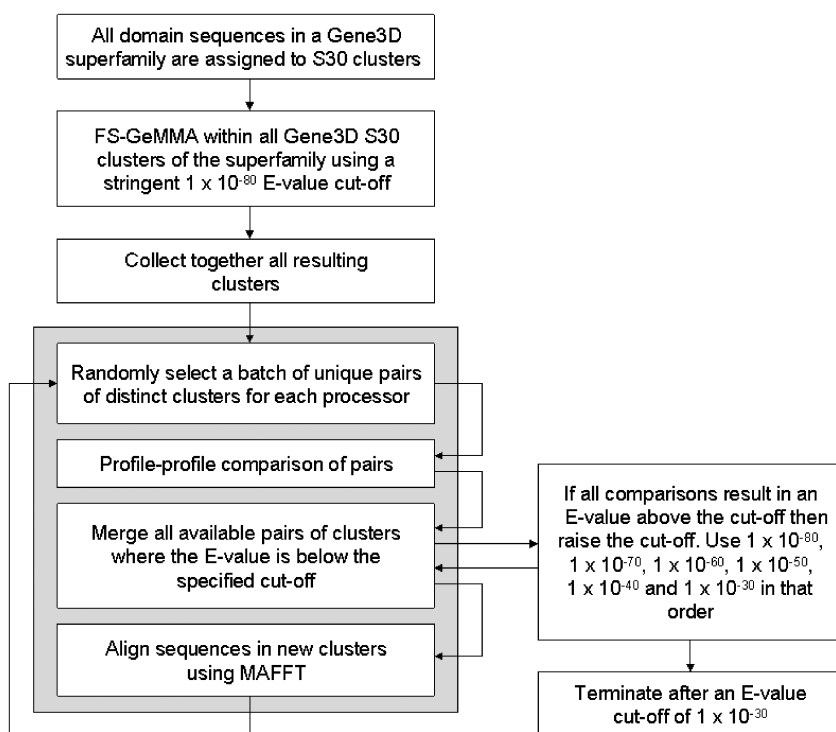 All domain sequences in a Gene3D
superfamily are assigned to S30 clusters
FS-GeMMA within all Gene3D S30
clusters of the superfamily using a
stringent 1 x 10⁻⁸⁰ E-value cut-off
Collect together all resulting
clusters
Randomly select a batch of unique pairs
of distinct clusters for each processor
Profile-profile comparison of pairs
Merge all available pairs of clusters
where the E-value is below the
specified cut-off
Align sequences in new clusters
using MAFFT
If all comparisons result in an
E-value above the cut-off then
raise the cut-off. Use 1 x 10⁻⁸⁰,
1 x 10⁻⁷⁰, 1 x 10⁻⁶⁰, 1 x 10⁻⁵⁰,
1 x 10⁻⁴⁰ and 1 x 10⁻³⁰ in that
order
Terminate after an E-value
cut-off of 1 x 10⁻³⁰